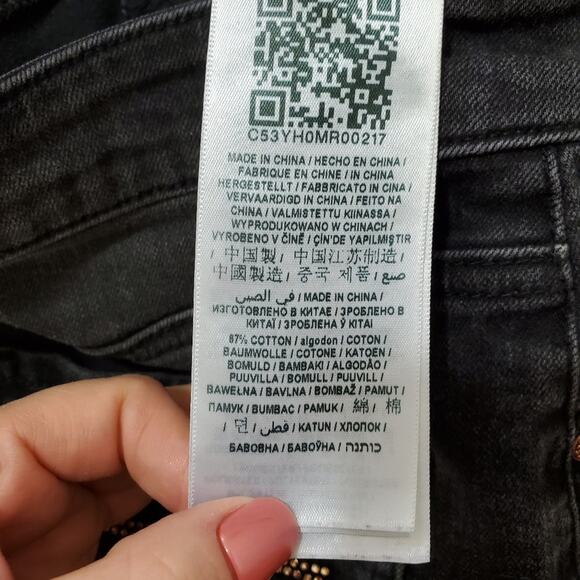 C53YH0MR00217
MADE IN CHINA / HECHO EN CHINA /
FABRIQUE EN CHINE / IN CHINA
HERGESTELLT / FABBRICATO IN CINA /
VERVAARDIGD IN CHINA / FEITO NA
CHINA / VALMISTETTU KIINASSA /
WYPRODUKOWANO W CHINACH /
VYROBENO V ČÍNĚ / ÇİN'DE YAPILMIŞTIR
/ 中国製 / 中国江苏制造 /
中國製造 / 중국 제품 / صنع
في الصين / MADE IN CHINA /
ИЗГОТОВЛЕНО В КИТАЕ / ЗРОБЛЕНО В
КИТАЇ / ЗРОБЛЕНА Ў КІТАІ
87% COTTON / algodon / COTON /
BAUMWOLLE / COTONE / KATOEN /
BOMULD / BAMBAKI / ALGODÃO /
PUUVILLA / BOMULL / PUUVILL /
BAWEŁNA / BAVLNA / BOMBAŽ / PAMUT /
ПАМУК / BUMBAC / PAMUK / 綿 / 棉
/ 면 / قطن / KATUN / ХЛОПОК /
БАВОВНА / БАВОЎНА / כותנה